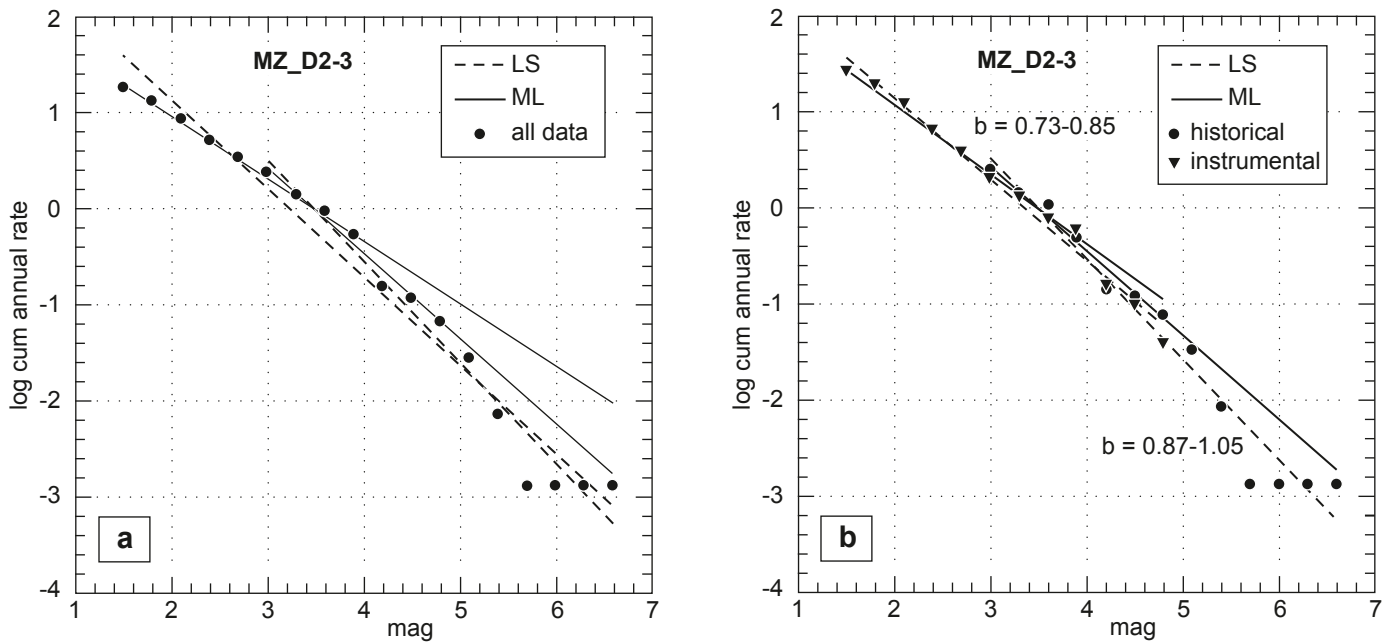 2
1
0
-1
-2
-3
-4
log cum annual rate
MZ_D2-3
LS
ML
all data
a
1 2 3 4 5 6 7
mag
2
1
0
-1
-2
-3
-4
log cum annual rate
MZ_D2-3
LS
ML
historical
instrumental
b = 0.73-0.85
b = 0.87-1.05
b
1 2 3 4 5 6 7
mag